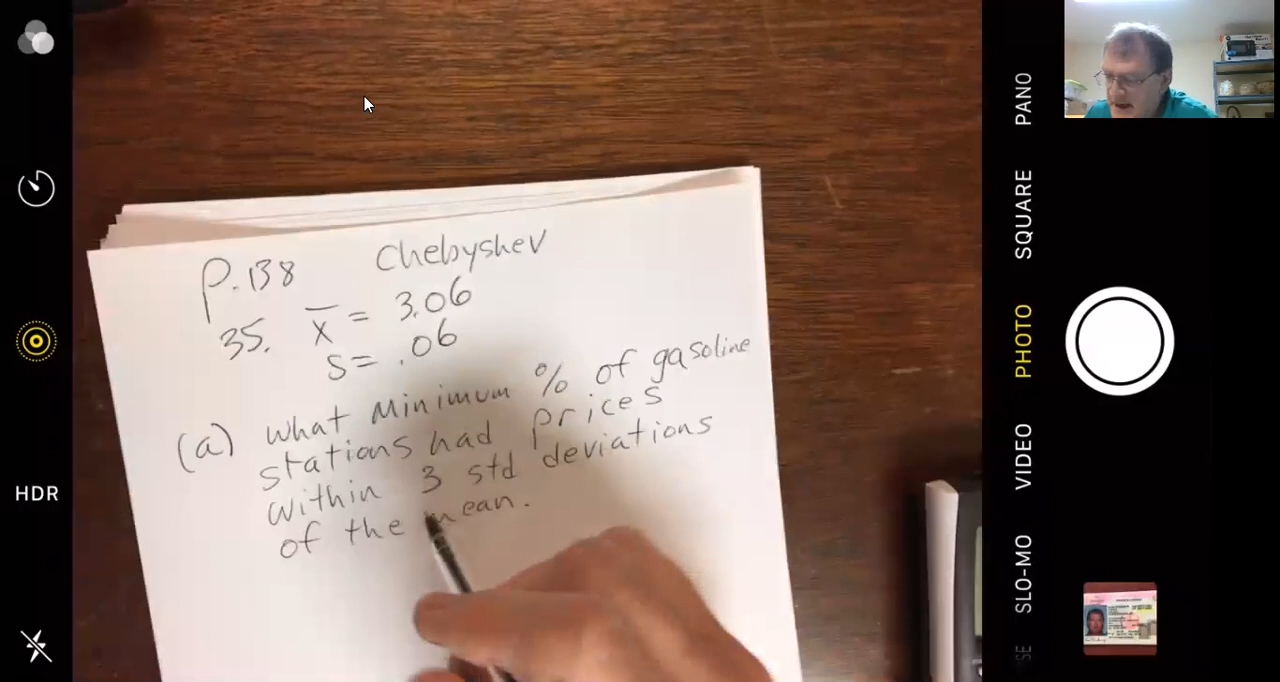 P.138
Chebyshev
35. x̄ = 3.06
s = .06
(a) What Minimum % of gasoline
stations had prices
within 3 std deviations
of the mean.
HDR
PANO
SQUARE
PHOTO
VIDEO
SLO-MO
SE